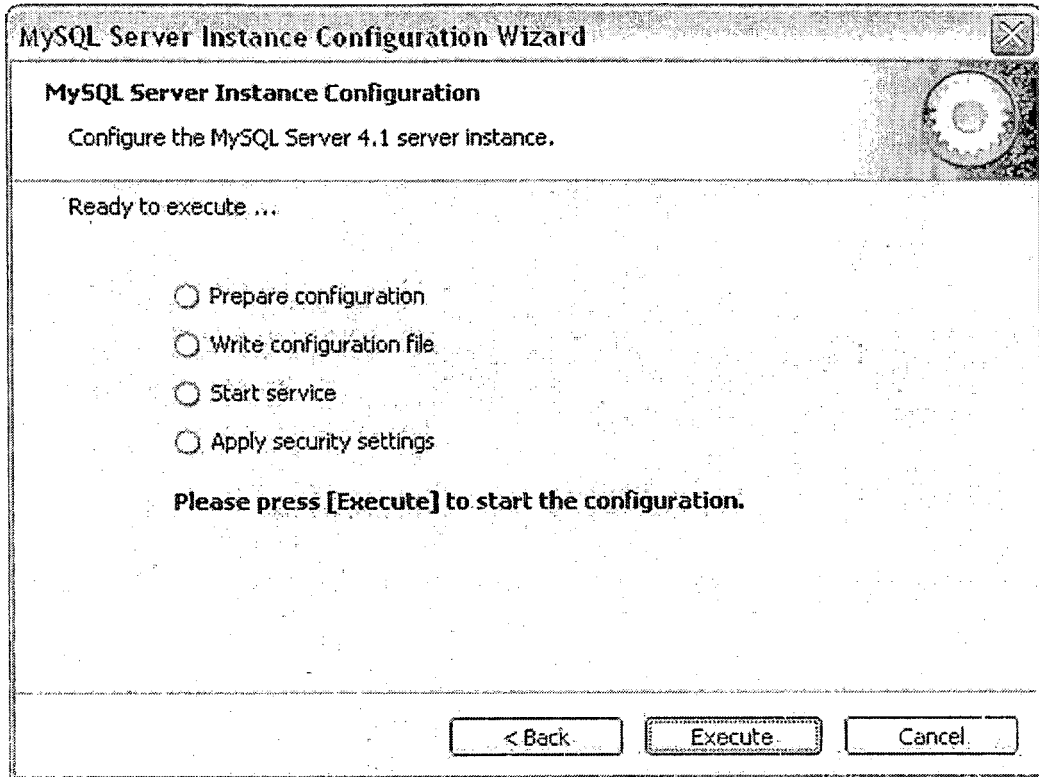 MySQL Server Instance Configuration Wizard
MySQL Server Instance Configuration
Configure the MySQL Server 4.1 server instance.
Ready to execute ...
Prepare configuration
Write configuration file
Start service
Apply security settings
Please press [Execute] to start the configuration.
< Back Execute Cancel